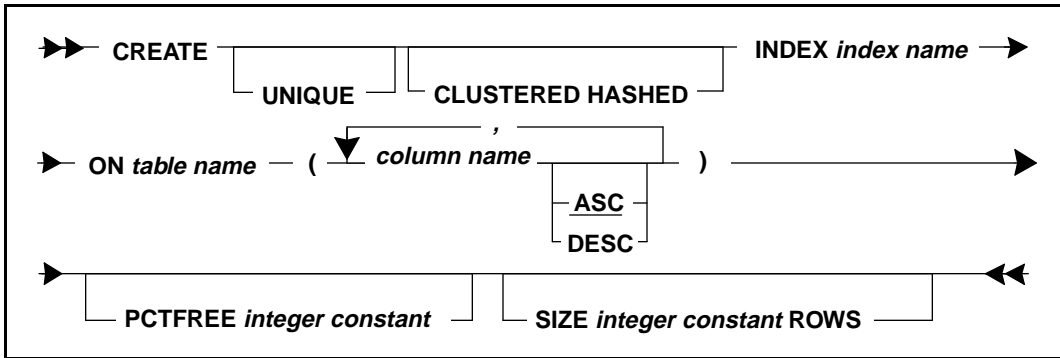 CREATE INDEX index name
UNIQUE CLUSTERED HASHED
,
ON table name ( column name )
ASC
DESC
PCTFREE integer constant SIZE integer constant ROWS